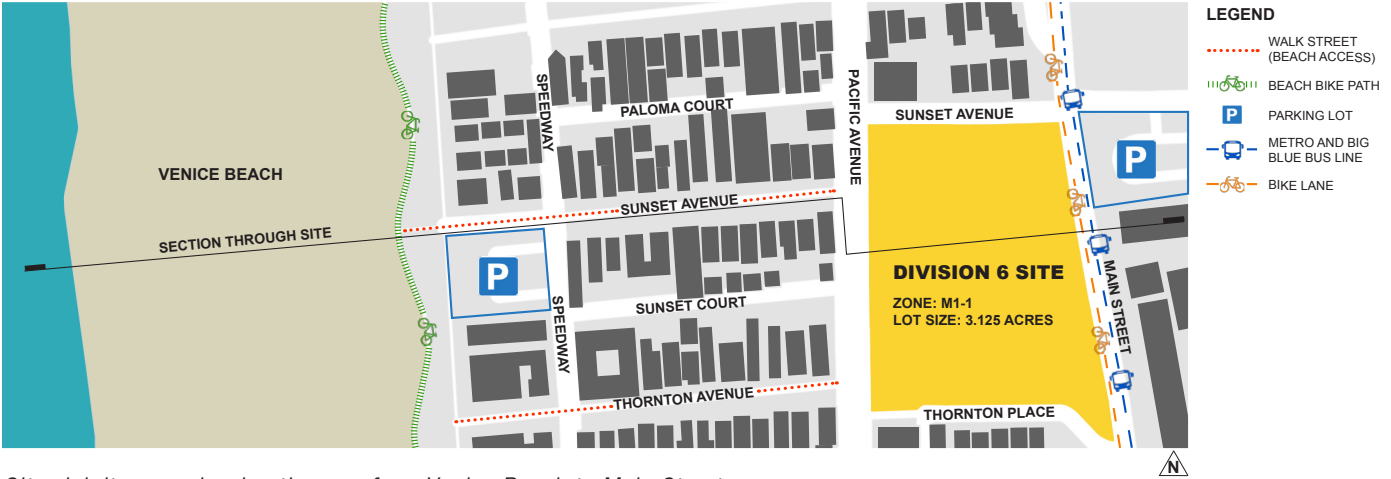 LEGEND
WALK STREET
(BEACH ACCESS)
BEACH BIKE PATH
P
PARKING LOT
METRO AND BIG
BLUE BUS LINE
BIKE LANE
SPEEDWAY
PALOMA COURT
PACIFIC AVENUE
SUNSET AVENUE
P
VENICE BEACH
SUNSET AVENUE
SECTION THROUGH SITE
P
SPEEDWAY
SUNSET COURT
DIVISION 6 SITE
ZONE: M1-1
LOT SIZE: 3.125 ACRES
MAIN STREET
THORNTON AVENUE
THORNTON PLACE
N